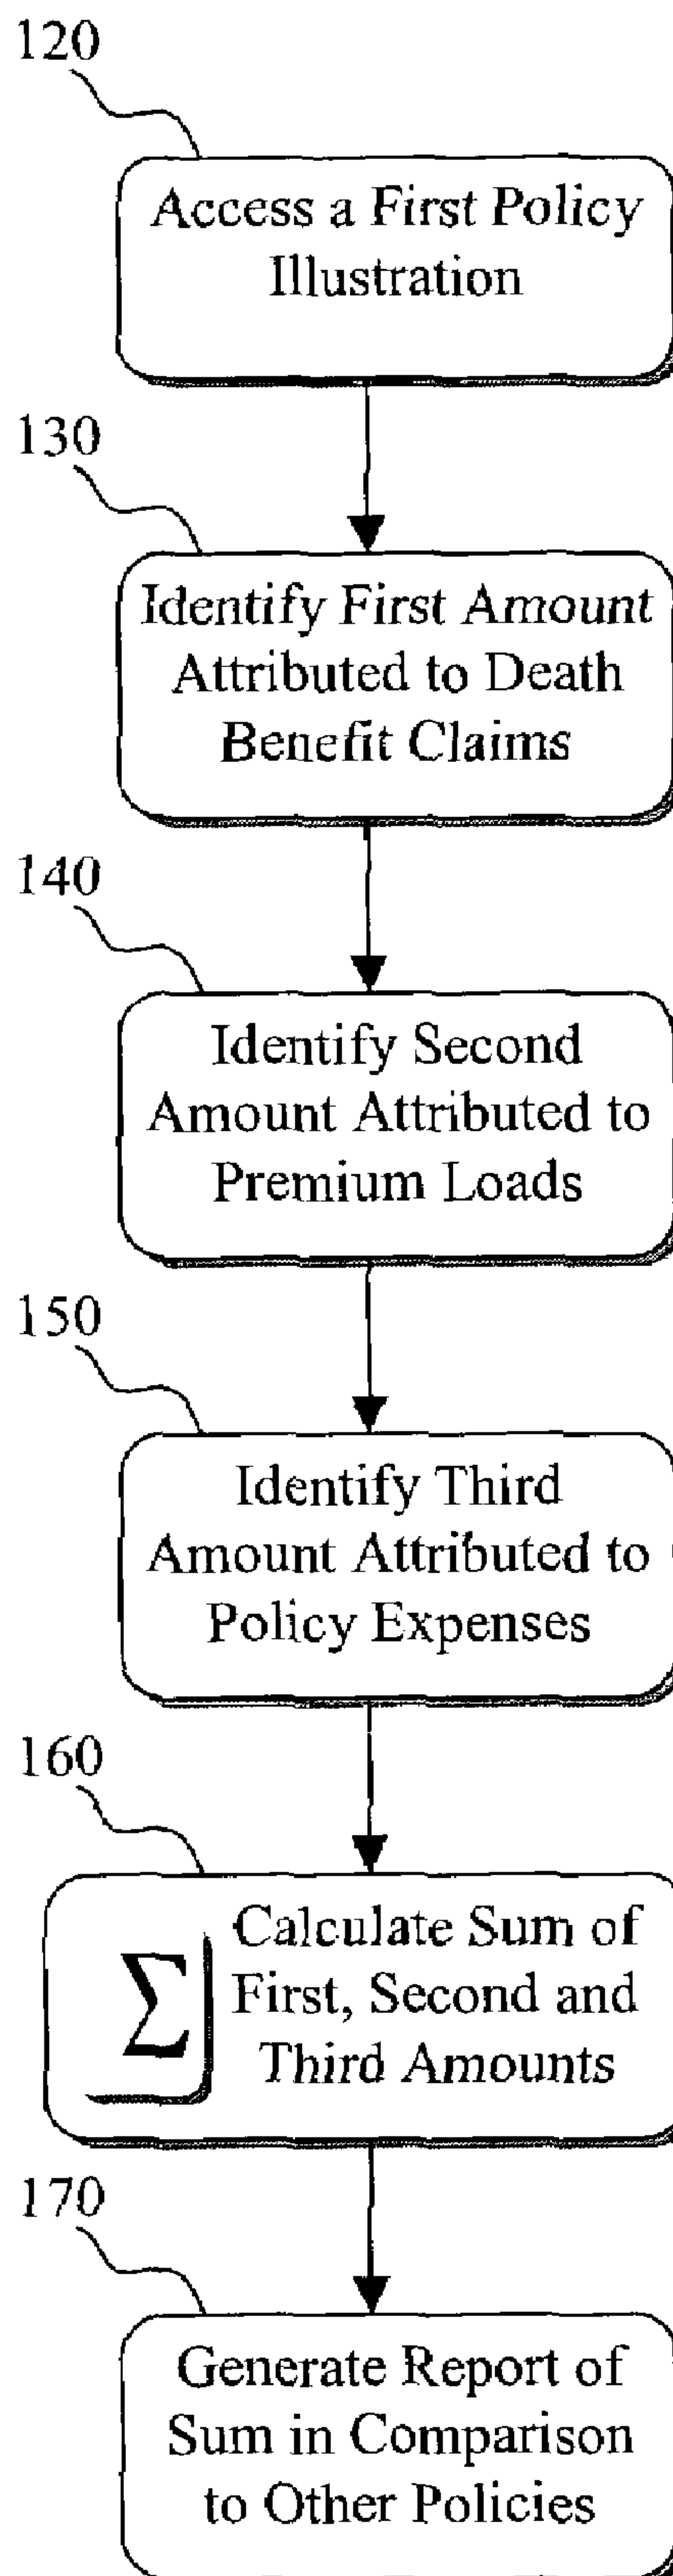 120
Access a First Policy
Illustration
130
Identify First Amount
Attributed to Death
Benefit Claims
140
Identify Second
Amount Attributed to
Premium Loads
150
Identify Third
Amount Attributed to
Policy Expenses
160
Σ
Calculate Sum of
First, Second and
Third Amounts
170
Generate Report of
Sum in Comparison
to Other Policies